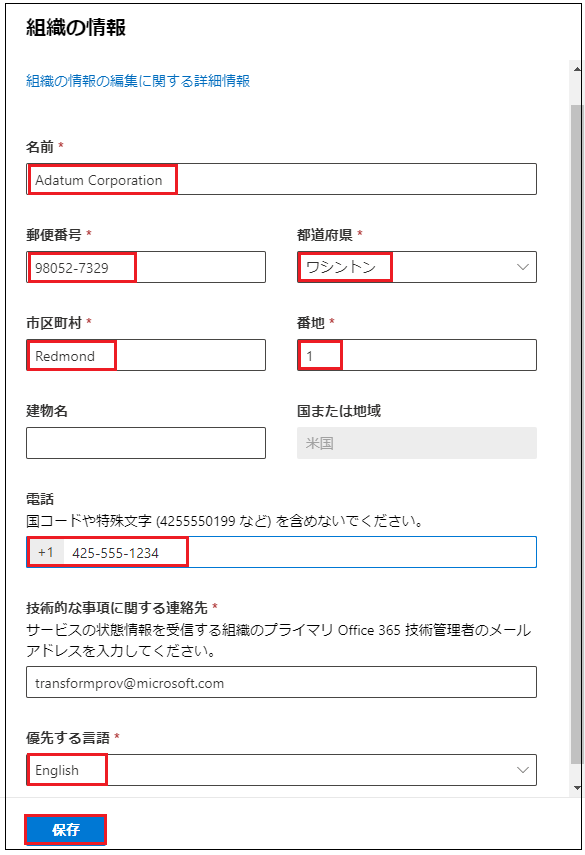 組織の情報
組織の情報の編集に関する詳細情報
名前 *
Adatum Corporation
郵便番号 *
都道府県 *
98052-7329
ワシントン
市区町村 *
番地 *
Redmond
1
建物名
国または地域
米国
電話
国コードや特殊文字 (4255550199 など) を含めないでください。
+1 425-555-1234
技術的な事項に関する連絡先 *
サービスの状態情報を受信する組織のプライマリ Office 365 技術管理者のメール
アドレスを入力してください。
transformprov@microsoft.com
優先する言語 *
English
保存